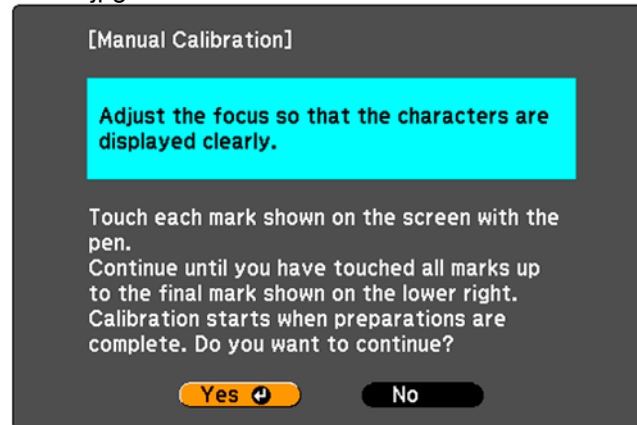 [Manual Calibration]
Adjust the focus so that the characters are
displayed clearly.
Touch each mark shown on the screen with the
pen.
Continue until you have touched all marks up
to the final mark shown on the lower right.
Calibration starts when preparations are
complete. Do you want to continue?
Yes No